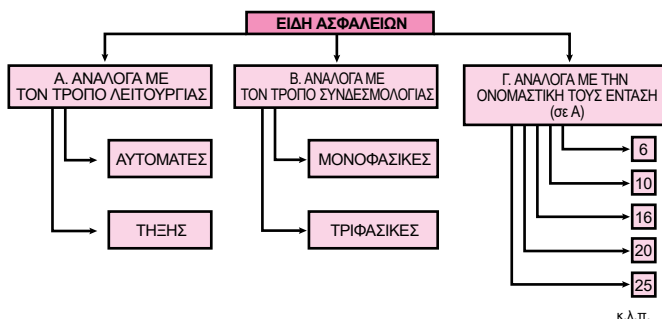 ΕΙΔΗ ΑΣΦΑΛΕΙΩΝ
Α. ΑΝΑΛΟΓΑ ΜΕ
ΤΟΝ ΤΡΟΠΟ ΛΕΙΤΟΥΡΓΙΑΣ
ΑΥΤΟΜΑΤΕΣ
ΤΗΞΗΣ
Β. ΑΝΑΛΟΓΑ ΜΕ
ΤΟΝ ΤΡΟΠΟ ΣΥΝΔΕΣΜΟΛΟΓΙΑΣ
ΜΟΝΟΦΑΣΙΚΕΣ
ΤΡΙΦΑΣΙΚΕΣ
Γ. ΑΝΑΛΟΓΑ ΜΕ ΤΗΝ
ΟΝΟΜΑΣΤΙΚΗ ΤΟΥΣ ΕΝΤΑΣΗ
(σε Α)
6
10
16
20
25
κ.λ.π.